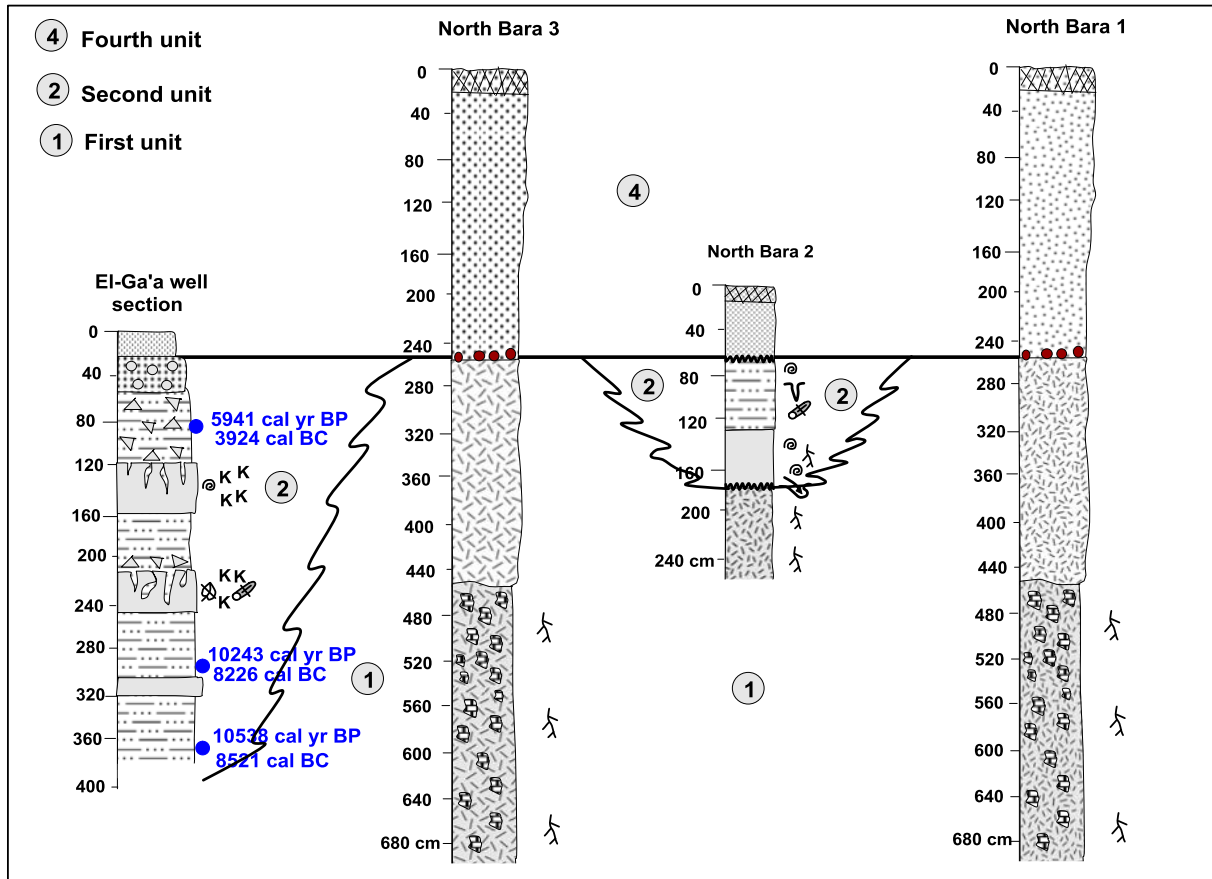 4 Fourth unit
2 Second unit
1 First unit
North Bara 3
0
40
80
120
160
200
240
280
320
360
400
440
480
520
560
600
640
680 cm
4
North Bara 2
0
40
80
120
160
200
240 cm
2
2
1
North Bara 1
0
40
80
120
160
200
240
280
320
360
400
440
480
520
560
600
640
680 cm
El-Ga'a well
section
0
40
80
120
160
200
240
280
320
360
400
5941 cal yr BP
3924 cal BC
K K
K K
2
K K
K
10243 cal yr BP
8226 cal BC
1
10538 cal yr BP
8521 cal BC